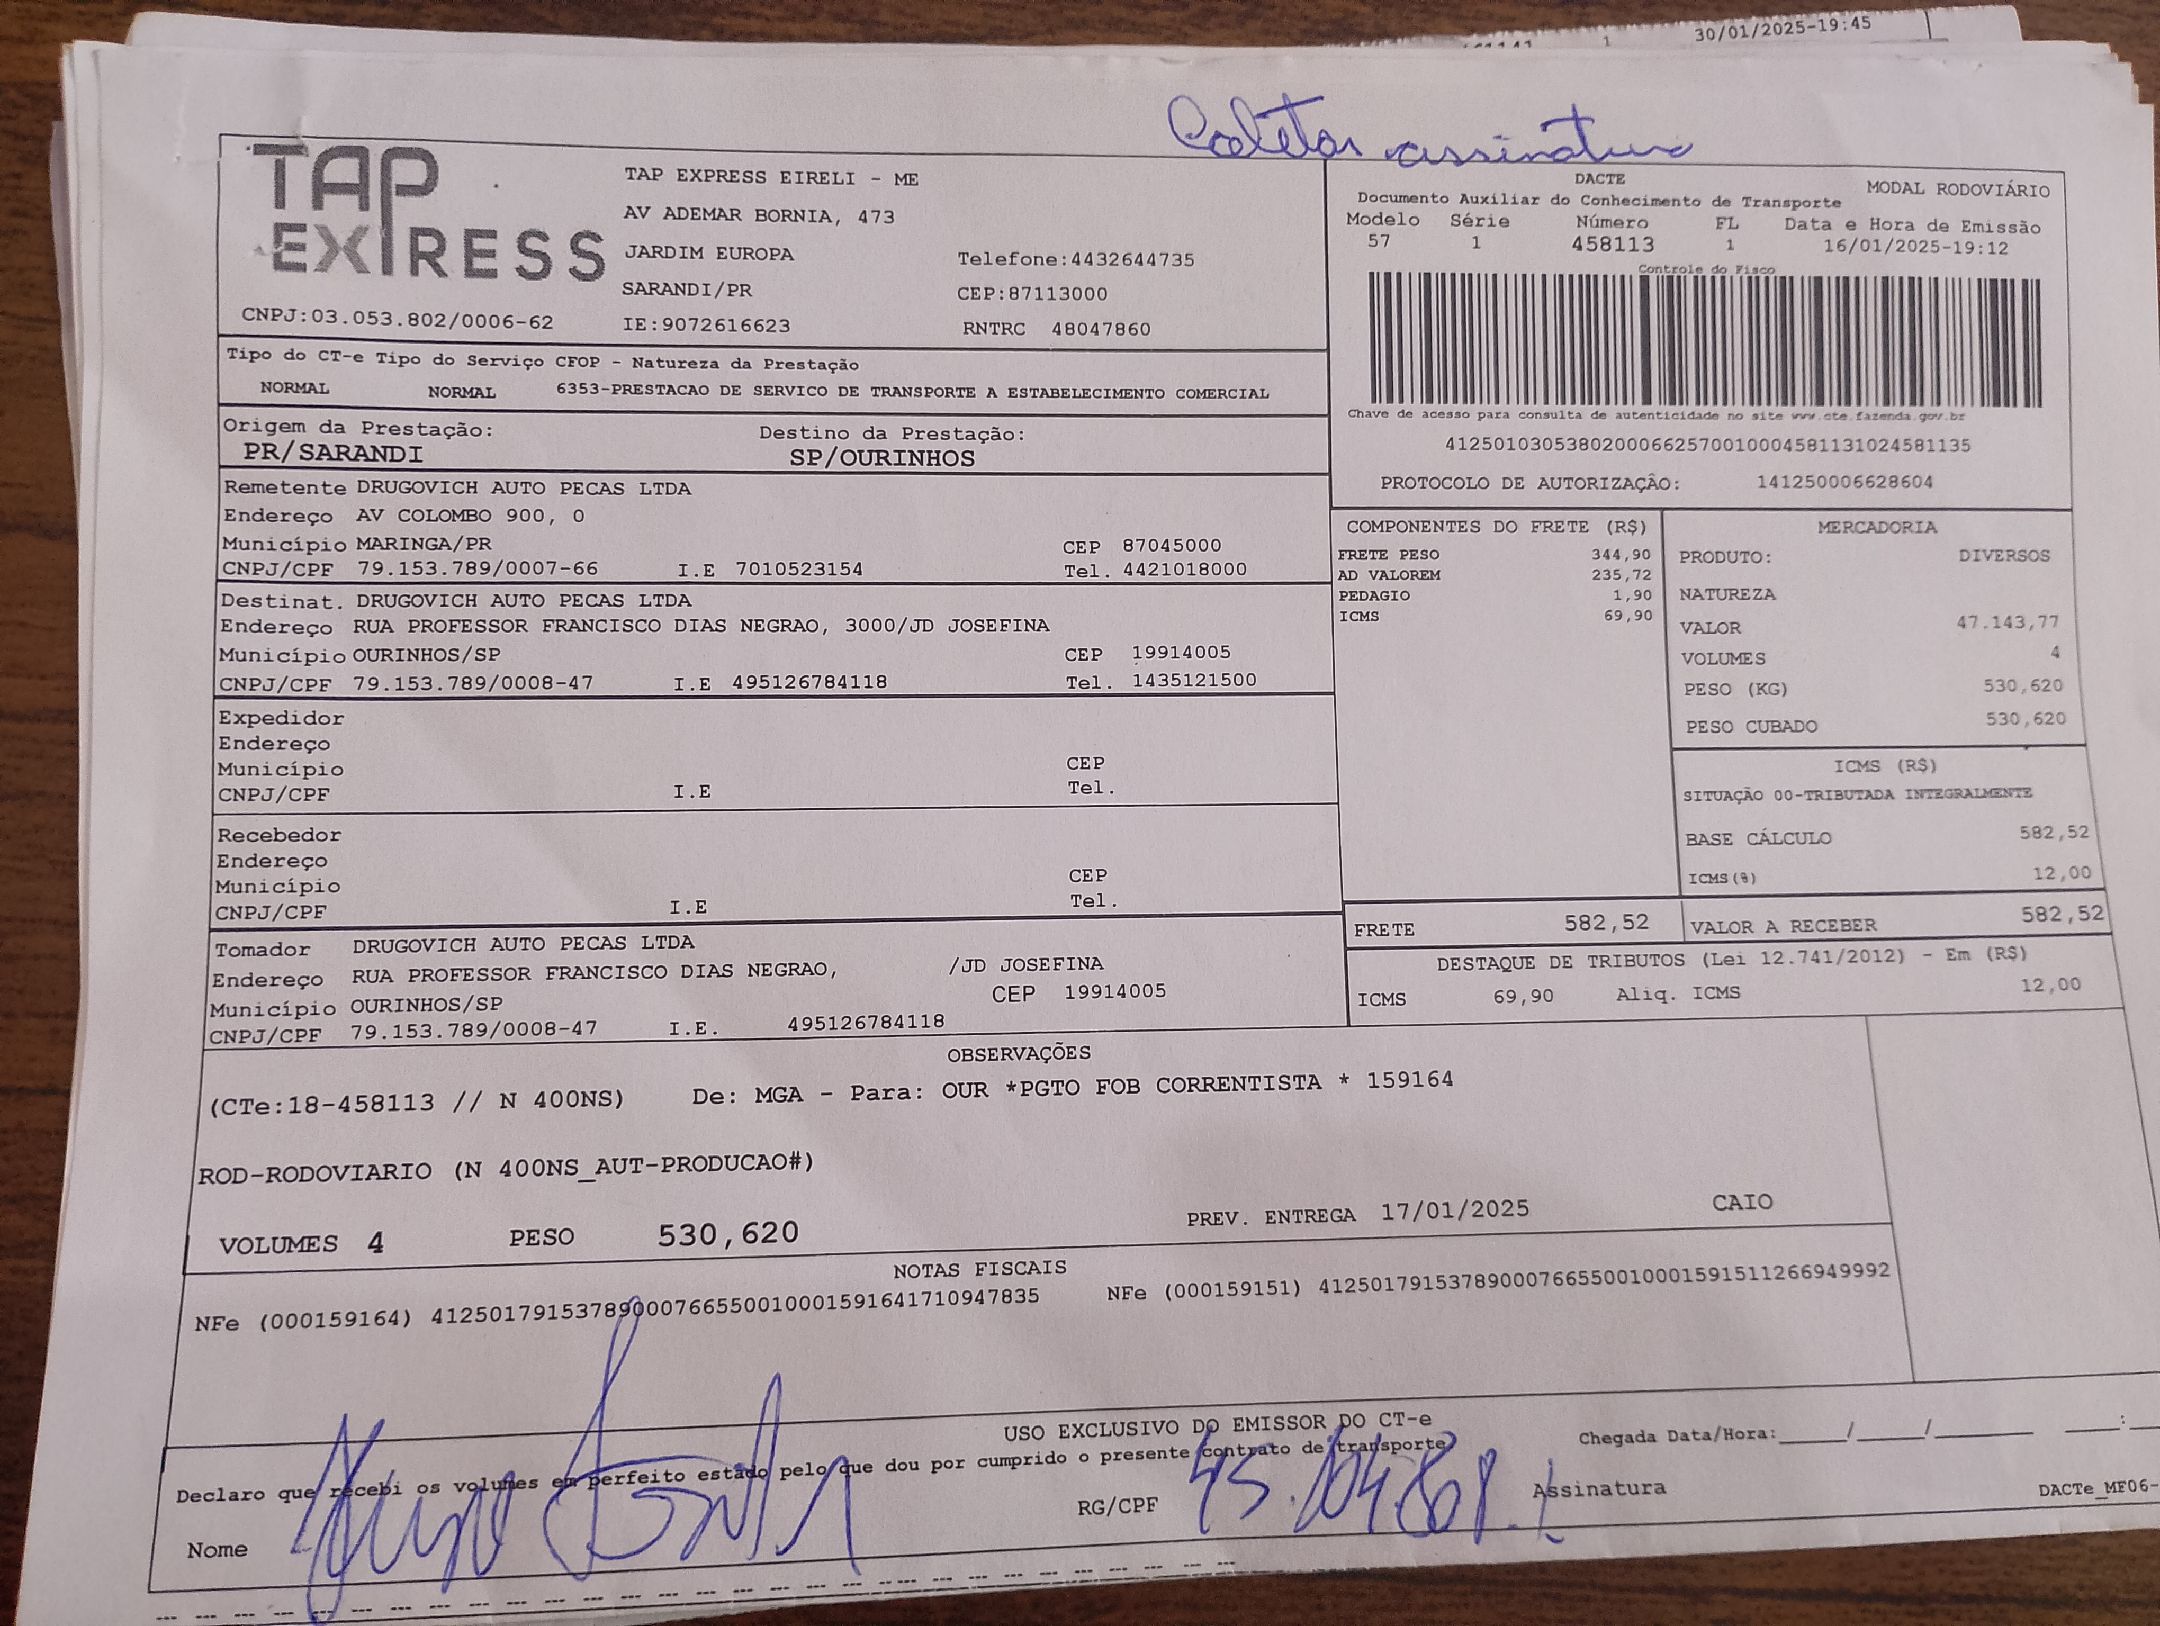 30/01/2025-19:45
1
Coletar assinatura
TAP EXPRESS
TAP EXPRESS EIRELI - ME
AV ADEMAR BORNIA, 473
JARDIM EUROPA Telefone:4432644735
SARANDI/PR CEP:87113000
CNPJ:03.053.802/0006-62 IE:9072616623 RNTRC 48047860
DACTE MODAL RODOVIÁRIO
Documento Auxiliar do Conhecimento de Transporte
Modelo Série Número FL Data e Hora de Emissão
57 1 458113 1 16/01/2025-19:12
Controle do Fisco
Chave de acesso para consulta de autenticidade no site www.cte.fazenda.gov.br
41250103053802000662570010004581131024581135
PROTOCOLO DE AUTORIZAÇÃO: 141250006628604
Tipo do CT-e Tipo do Serviço CFOP - Natureza da Prestação
NORMAL NORMAL 6353-PRESTACAO DE SERVICO DE TRANSPORTE A ESTABELECIMENTO COMERCIAL
Origem da Prestação: Destino da Prestação:
PR/SARANDI SP/OURINHOS
Remetente DRUGOVICH AUTO PECAS LTDA
Endereço AV COLOMBO 900, 0
Município MARINGA/PR CEP 87045000
CNPJ/CPF 79.153.789/0007-66 I.E 7010523154 Tel. 4421018000
Destinat. DRUGOVICH AUTO PECAS LTDA
Endereço RUA PROFESSOR FRANCISCO DIAS NEGRAO, 3000/JD JOSEFINA
Município OURINHOS/SP CEP 19914005
CNPJ/CPF 79.153.789/0008-47 I.E 495126784118 Tel. 1435121500
Expedidor
Endereço
Município CEP
CNPJ/CPF I.E Tel.
Recebedor
Endereço
Município CEP
CNPJ/CPF I.E Tel.
Tomador DRUGOVICH AUTO PECAS LTDA
Endereço RUA PROFESSOR FRANCISCO DIAS NEGRAO, /JD JOSEFINA
Município OURINHOS/SP CEP 19914005
CNPJ/CPF 79.153.789/0008-47 I.E. 495126784118
COMPONENTES DO FRETE (R$)
FRETE PESO 344,90
AD VALOREM 235,72
PEDAGIO 1,90
ICMS 69,90
MERCADORIA
PRODUTO: DIVERSOS
NATUREZA
VALOR 47.143,77
VOLUMES 4
PESO (KG) 530,620
PESO CUBADO 530,620
ICMS (R$)
SITUAÇÃO 00-TRIBUTADA INTEGRALMENTE
BASE CÁLCULO 582,52
ICMS(%) 12,00
FRETE 582,52 VALOR A RECEBER 582,52
DESTAQUE DE TRIBUTOS (Lei 12.741/2012) - Em (R$)
ICMS 69,90 Aliq. ICMS 12,00
OBSERVAÇÕES
(CTe:18-458113 // N 400NS) De: MGA - Para: OUR *PGTO FOB CORRENTISTA * 159164
ROD-RODOVIARIO (N 400NS_AUT-PRODUCAO#)
VOLUMES 4 PESO 530,620 PREV. ENTREGA 17/01/2025 CAIO
NOTAS FISCAIS
NFe (000159164) 41250179153789000766550010001591641710947835 NFe (000159151) 41250179153789000766550010001591511266949992
USO EXCLUSIVO DO EMISSOR DO CT-e
Declaro que recebi os volumes em perfeito estado pelo que dou por cumprido o presente contrato de transporte
Chegada Data/Hora:_____/_____/_______ ____:__
Nome RG/CPF Assinatura
DACTe_MF06-